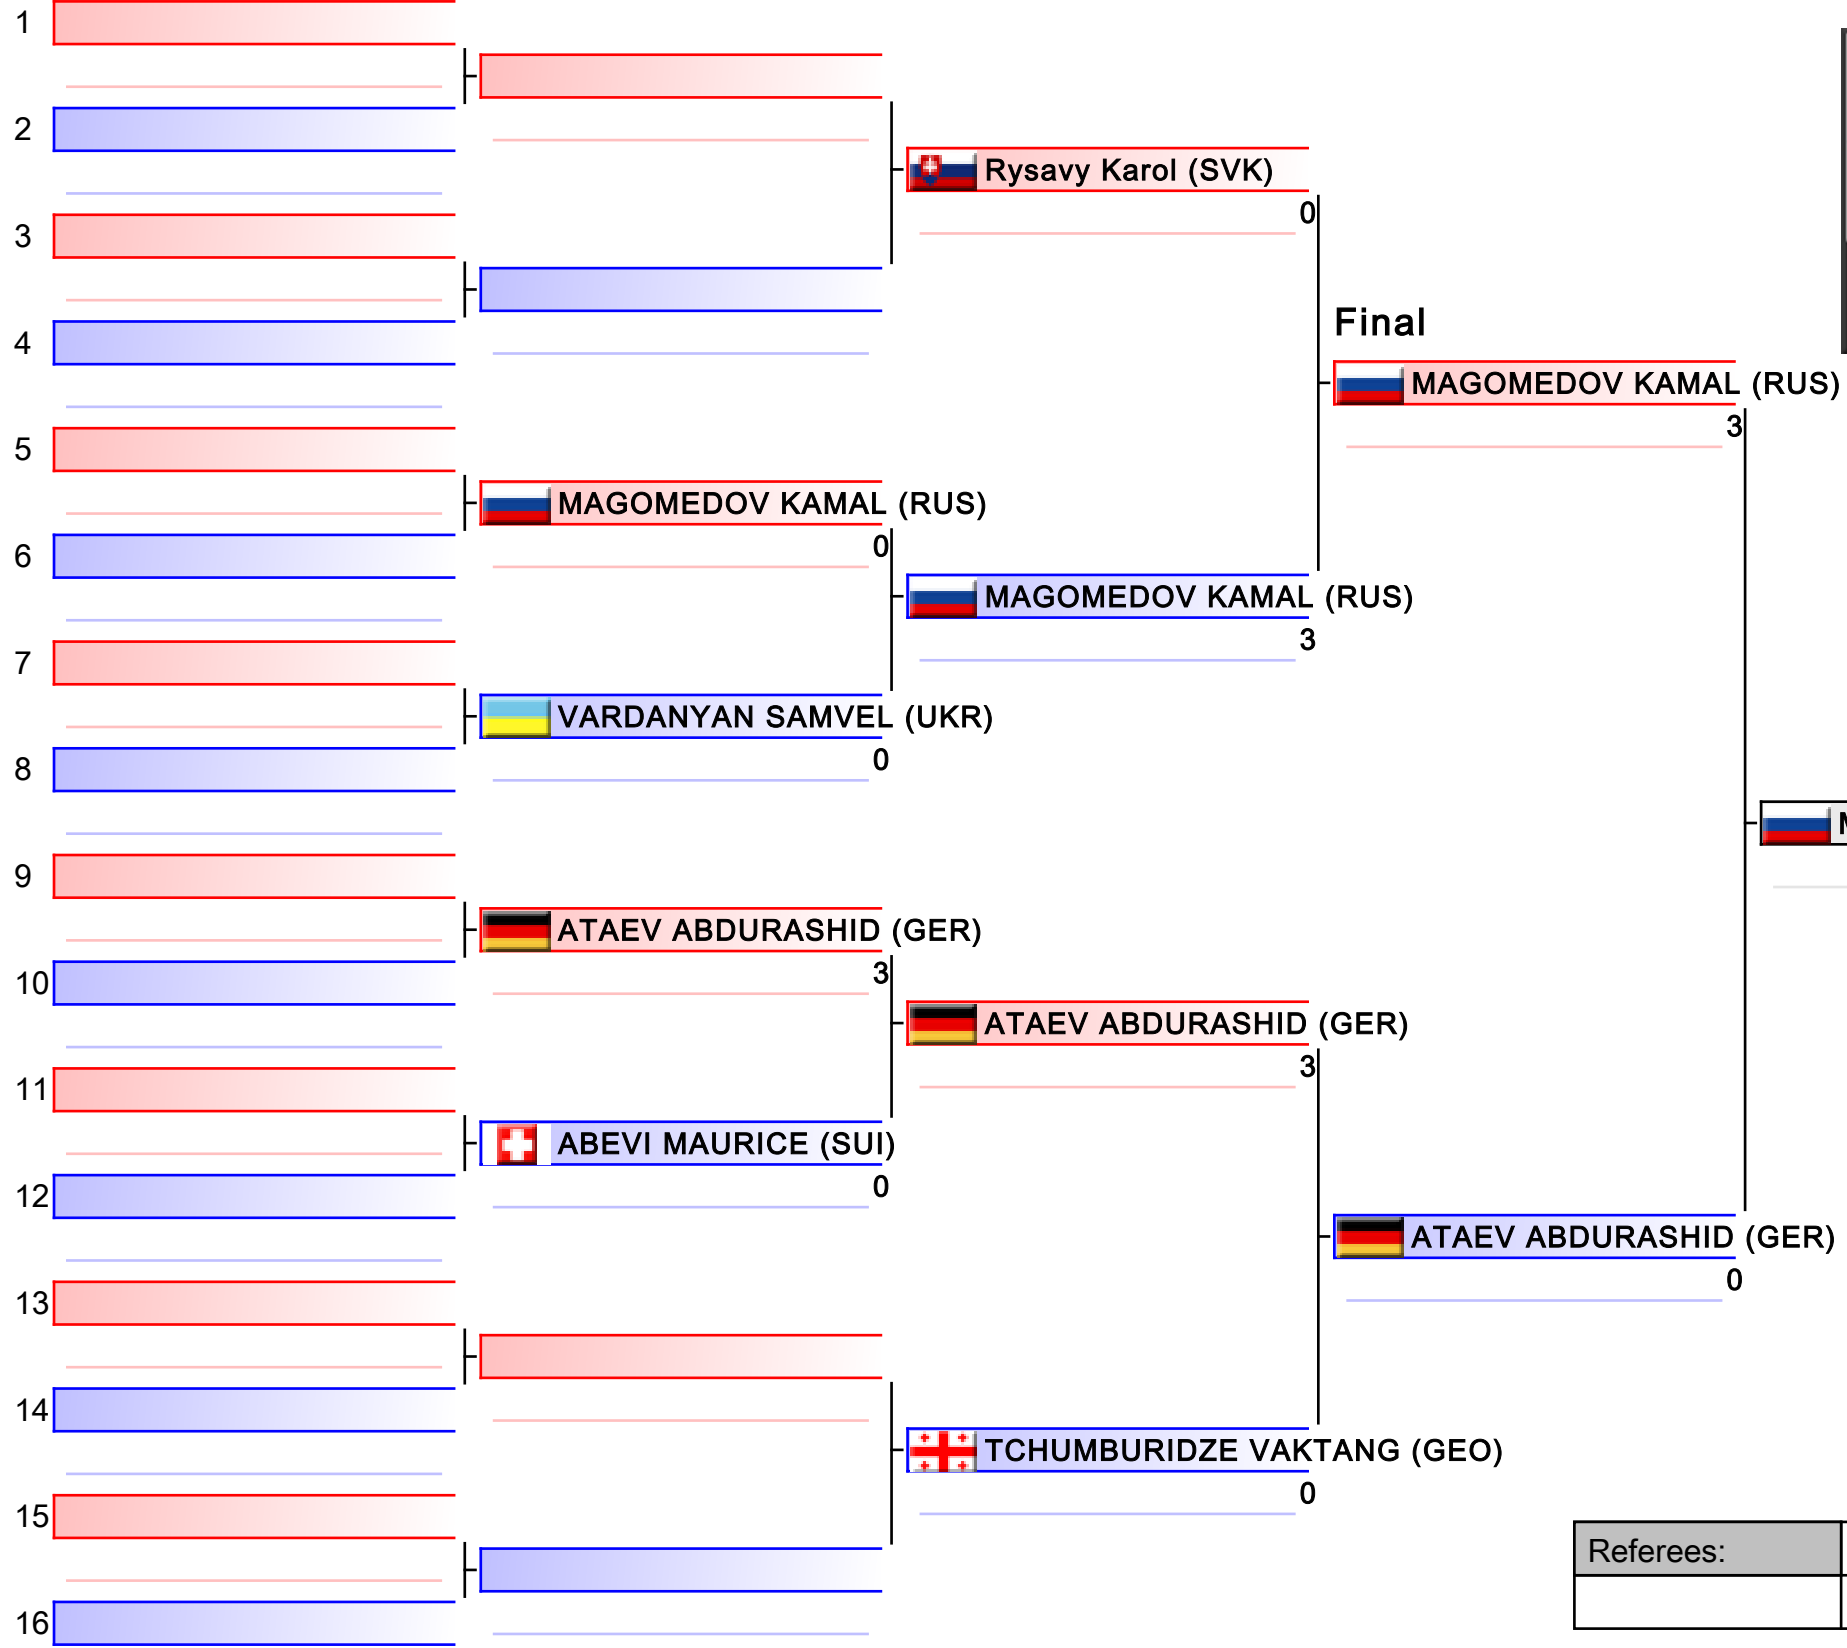 1
2
Rysavy Karol (SVK)
0
3
Final
4
MAGOMEDOV KAMAL (RUS)
3
5
MAGOMEDOV KAMAL (RUS)
0
6
MAGOMEDOV KAMAL (RUS)
3
7
VARDANYAN SAMVEL (UKR)
0
8
9
ATAEV ABDURASHID (GER)
3
10
ATAEV ABDURASHID (GER)
3
11
ABEVI MAURICE (SUI)
0
12
ATAEV ABDURASHID (GER)
0
13
14
TCHUMBURIDZE VAKTANG (GEO)
0
15
Referees:
16